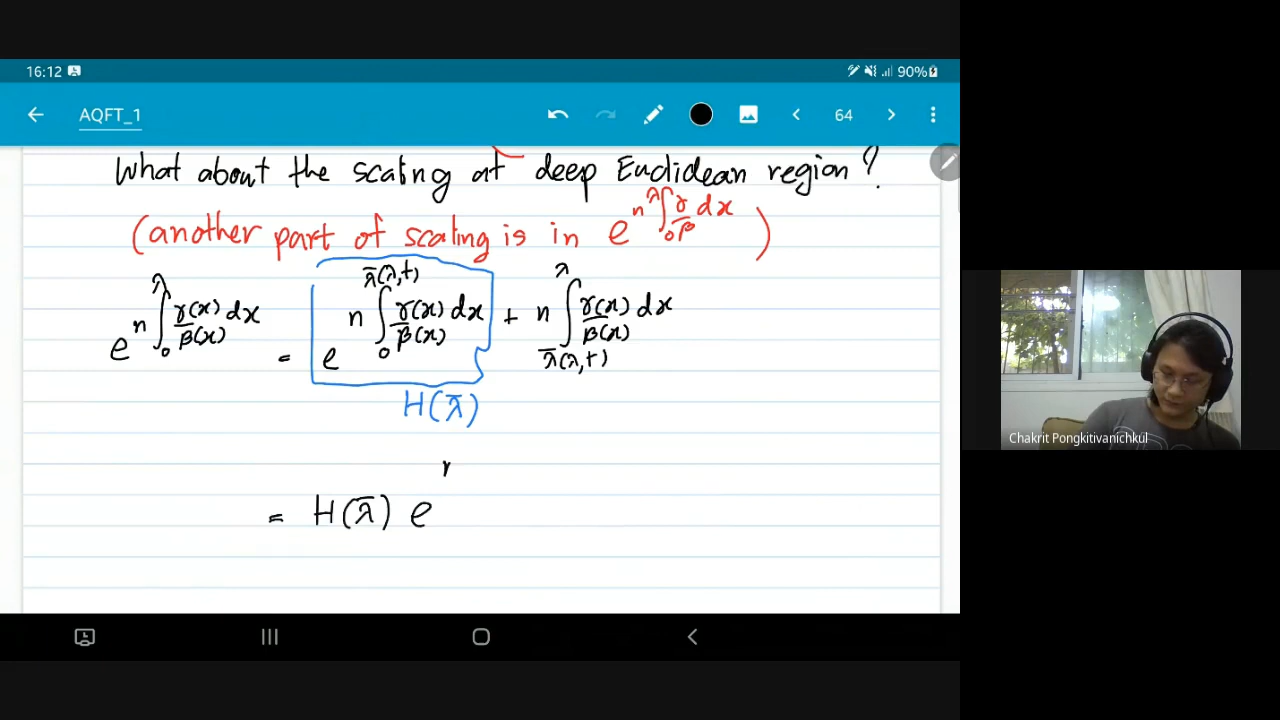 16:12 90%
AQFT_1 64
What about the scaling at deep Euclidean region?
(another part of scaling is in e^{n∫_0^λ γ/β dx})
e^{n∫_0^λ γ(x)/β(x) dx} = e^{n∫_0^{λ̄(λ,t)} γ(x)/β(x) dx + n∫_{λ̄(λ,t)}^λ γ(x)/β(x) dx}
H(λ̄)
= H(λ̄) e
Chakrit Pongkitivanichkul